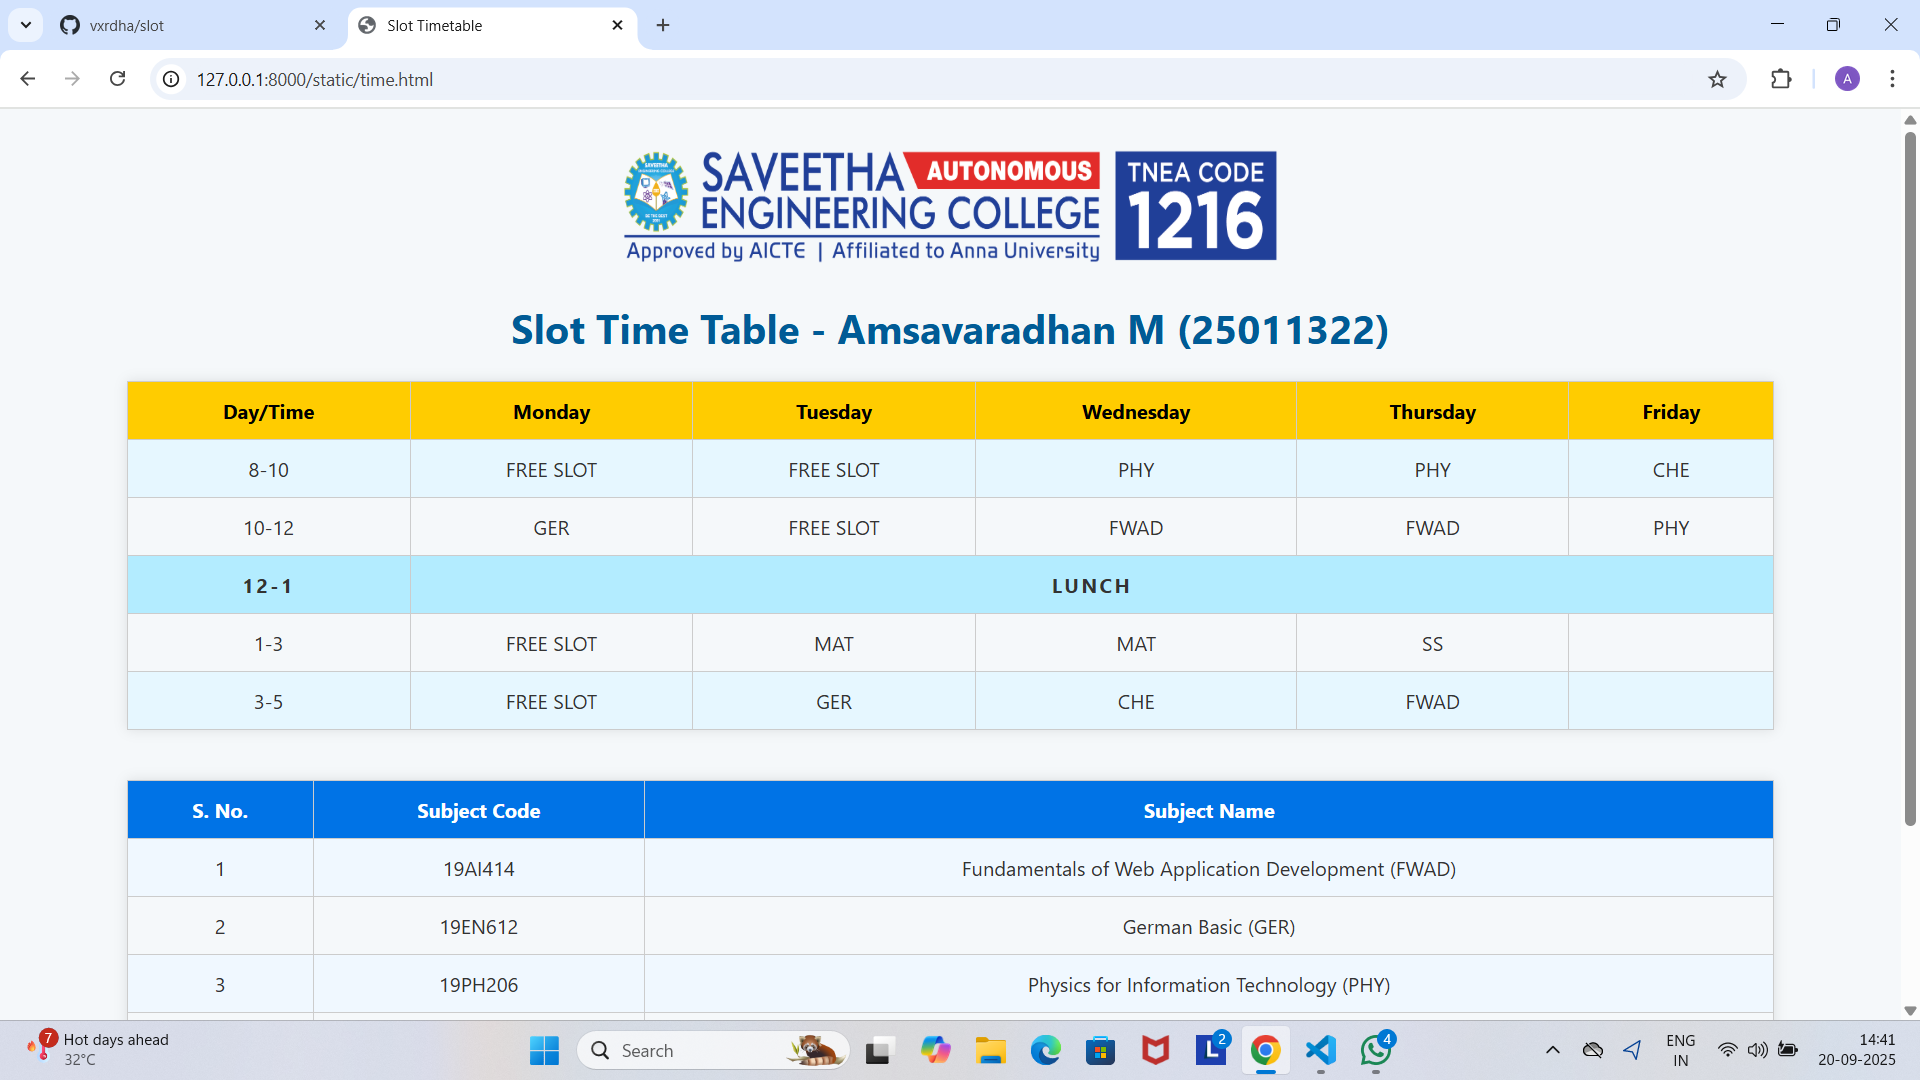 vxrdha/slot
Slot Timetable
127.0.0.1:8000/static/time.html
A
SAVEETHA AUTONOMOUS
ENGINEERING COLLEGE
Approved by AICTE | Affiliated to Anna University
TNEA CODE
1216
SAVEETHA
Slot Time Table - Amsavaradhan M (25011322)
Day/Time Monday Tuesday Wednesday Thursday Friday
8-10 FREE SLOT FREE SLOT PHY PHY CHE
10-12 GER FREE SLOT FWAD FWAD PHY
12-1 LUNCH
1-3 FREE SLOT MAT MAT SS
3-5 FREE SLOT GER CHE FWAD
S. No. Subject Code Subject Name
1 19AI414 Fundamentals of Web Application Development (FWAD)
2 19EN612 German Basic (GER)
3 19PH206 Physics for Information Technology (PHY)
7 Hot days ahead
32°C
Search
L 2
4
ENG
IN
14:41
20-09-2025